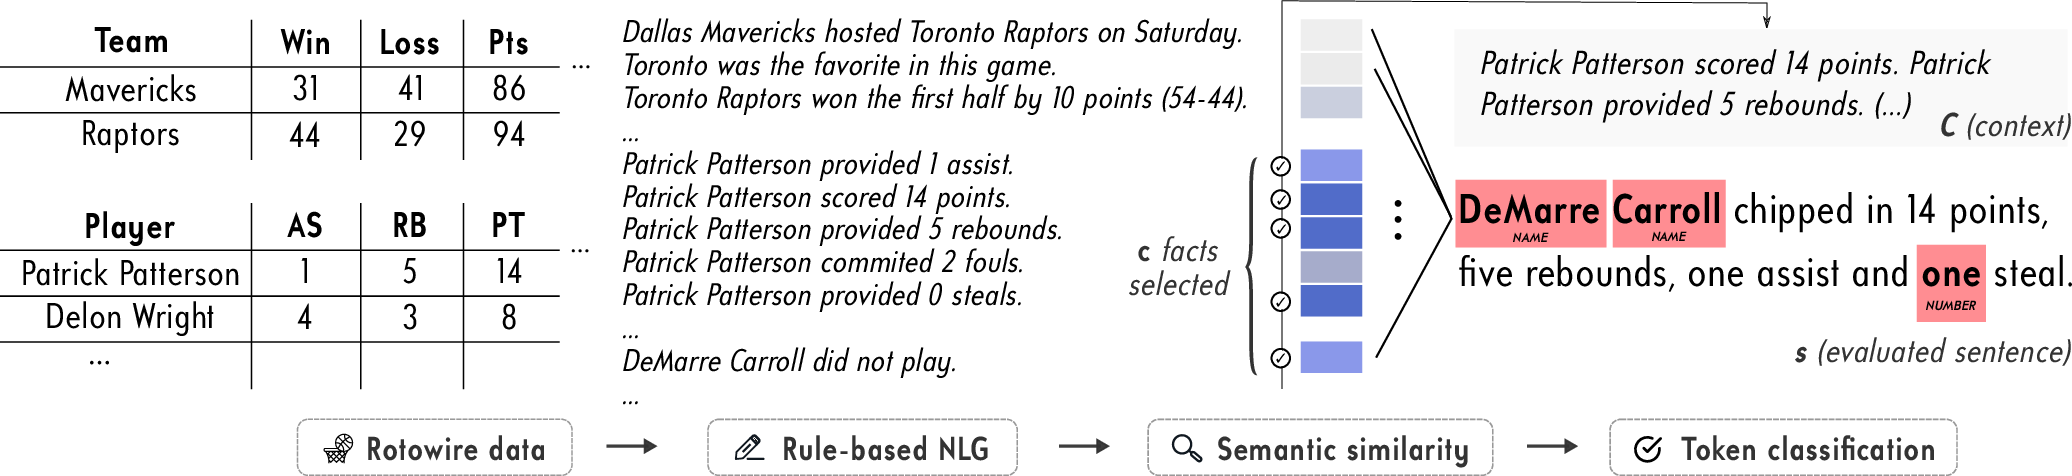 Team Win Loss Pts
Mavericks 31 41 86
Raptors 44 29 94
...
Player AS RB PT
Patrick Patterson 1 5 14
Delon Wright 4 3 8
...
...
Dallas Mavericks hosted Toronto Raptors on Saturday.
Toronto was the favorite in this game.
Toronto Raptors won the first half by 10 points (54-44).
...
Patrick Patterson provided 1 assist.
Patrick Patterson scored 14 points.
Patrick Patterson provided 5 rebounds.
Patrick Patterson commited 2 fouls.
Patrick Patterson provided 0 steals.
...
DeMarre Carroll did not play.
...
c facts
selected
Patrick Patterson scored 14 points. Patrick
Patterson provided 5 rebounds. (...)
C (context)
DeMarre Carroll chipped in 14 points,
NAME NAME
five rebounds, one assist and one steal.
NUMBER
s (evaluated sentence)
Rotowire data
Rule-based NLG
Semantic similarity
Token classification